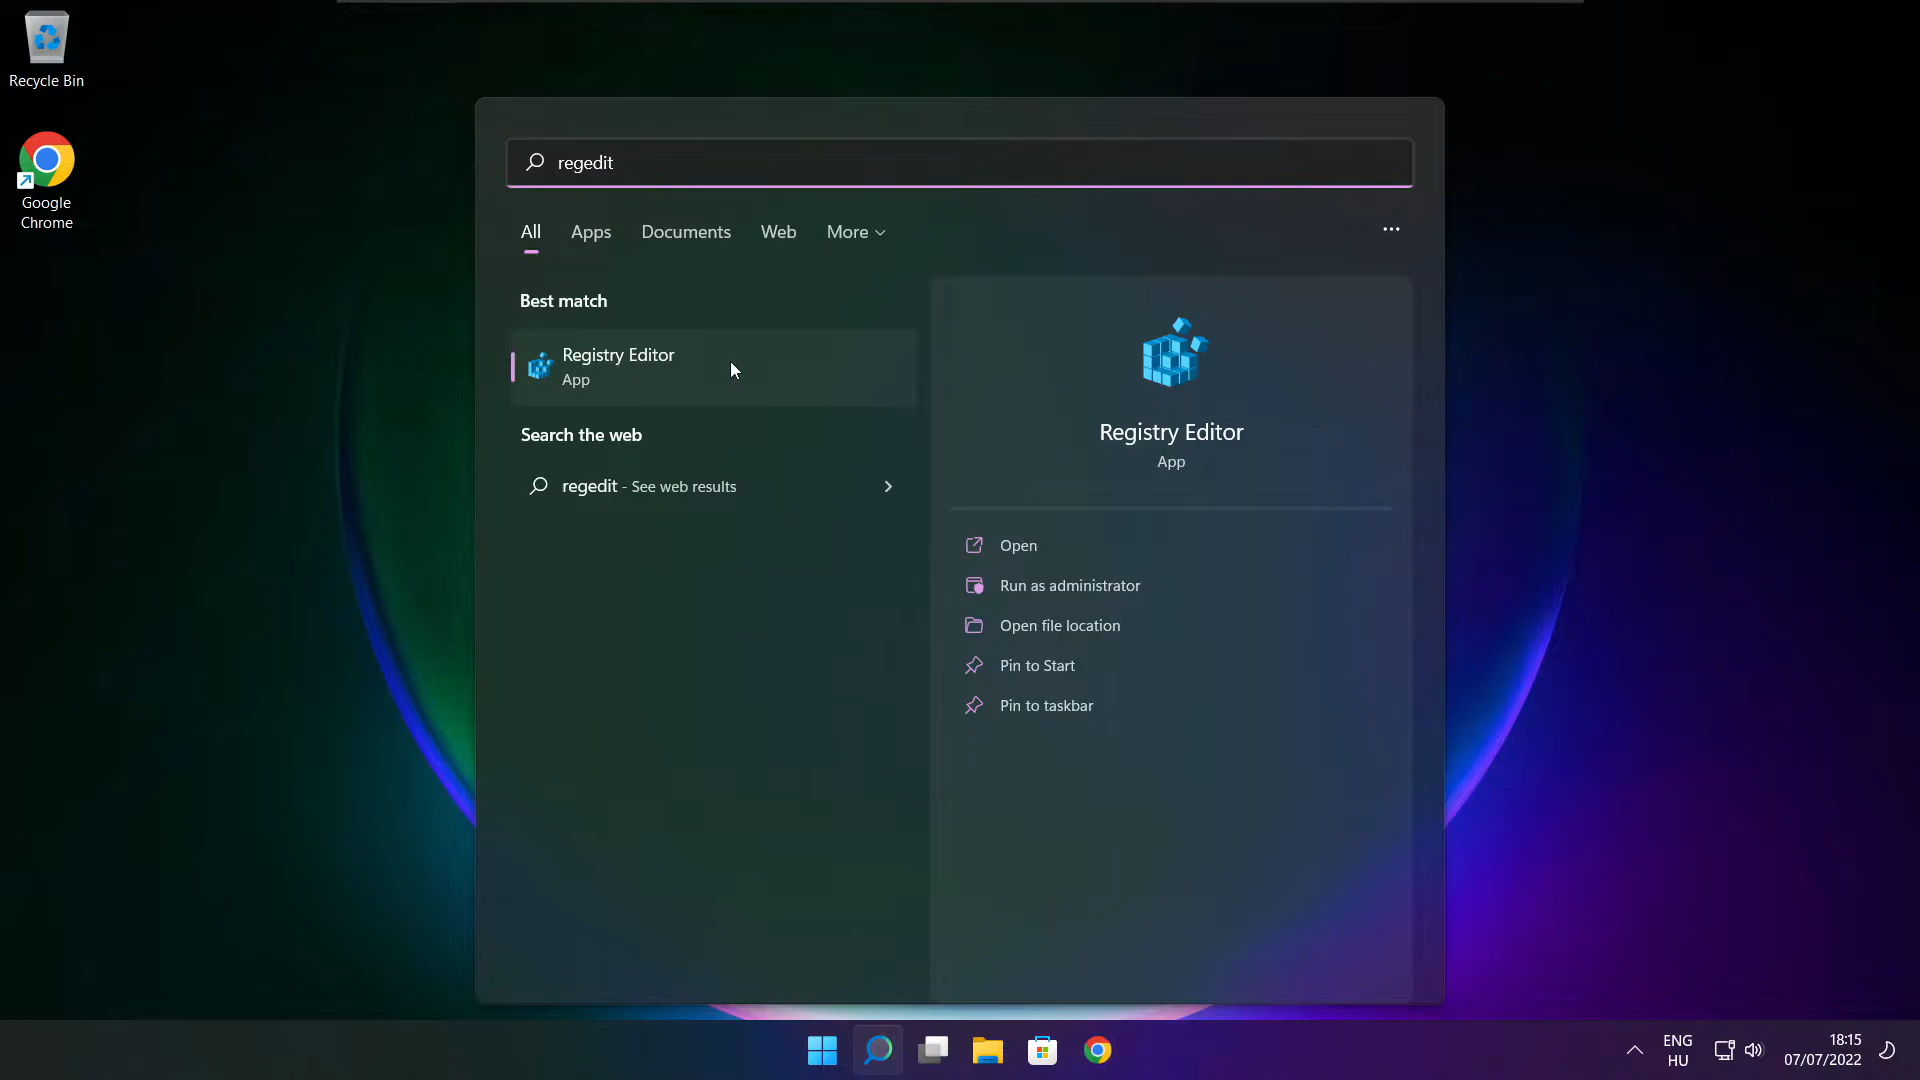 Recycle Bin
Google
Chrome
regedit
All Apps Documents Web More
Best match
Registry Editor
App
Search the web
regedit - See web results
Registry Editor
App
Open
Run as administrator
Open file location
Pin to Start
Pin to taskbar
ENG
HU
18:15
07/07/2022